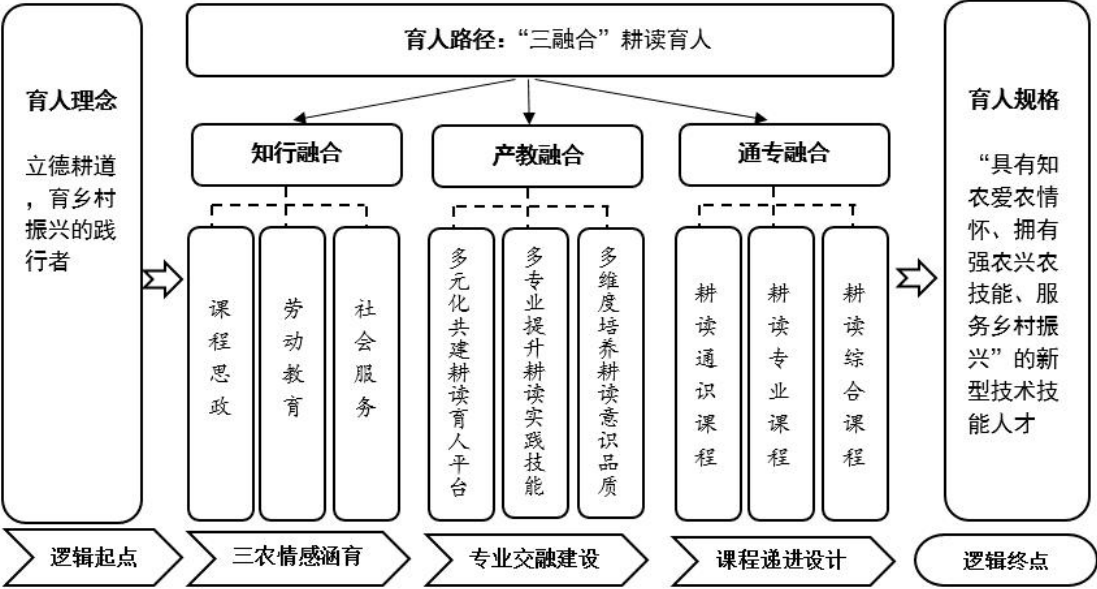 育人理念
立德耕道
，育乡村
振兴的践
行者
育人路径：“三融合”耕读育人
知行融合
产教融合
通专融合
课程思政
劳动教育
社会服务
多元化共建耕读育人平台
多专业提升耕读实践技能
多维度培养耕读意识品质
耕读通识课程
耕读专业课程
耕读综合课程
育人规格
“具有知
农爱农情
怀、拥有
强农兴农
技能、服
务乡村振
兴”的新
型技术技
能人才
逻辑起点
三农情感涵育
专业交融建设
课程递进设计
逻辑终点